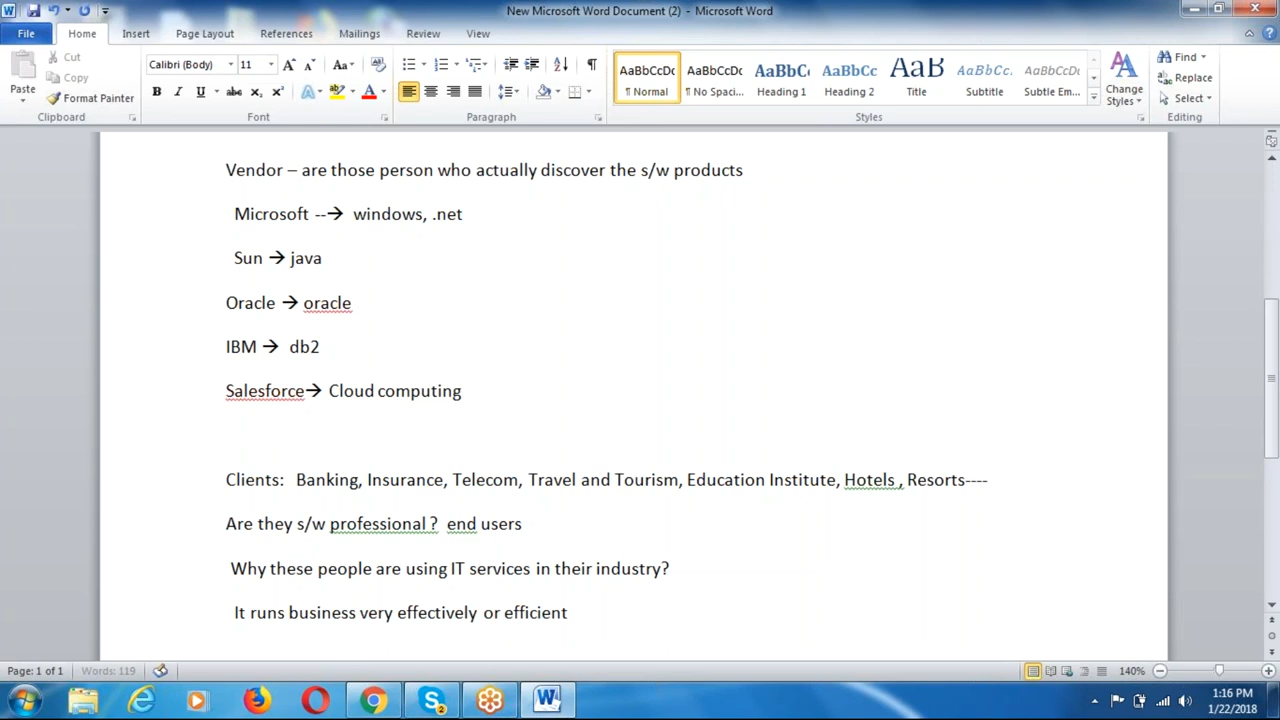 New Microsoft Word Document (2) - Microsoft Word
File Home Insert Page Layout References Mailings Review View
Cut
Copy
Paste
Format Painter
Clipboard
Calibri (Body) 11
Font
Paragraph
AaBbCcDc AaBbCcDc AaBbC AaBbCc AaB AaBbCc. AaBbCcDc
¶ Normal ¶ No Spaci... Heading 1 Heading 2 Title Subtitle Subtle Em...
Styles
Change
Styles
Find
Replace
Select
Editing
Vendor – are those person who actually discover the s/w products
Microsoft --→ windows, .net
Sun → java
Oracle → oracle
IBM → db2
Salesforce→ Cloud computing
Clients: Banking, Insurance, Telecom, Travel and Tourism, Education Institute, Hotels , Resorts----
Are they s/w professional ? end users
Why these people are using IT services in their industry?
It runs business very effectively or efficient
Page: 1 of 1 Words: 119 140%
1:16 PM
1/22/2018